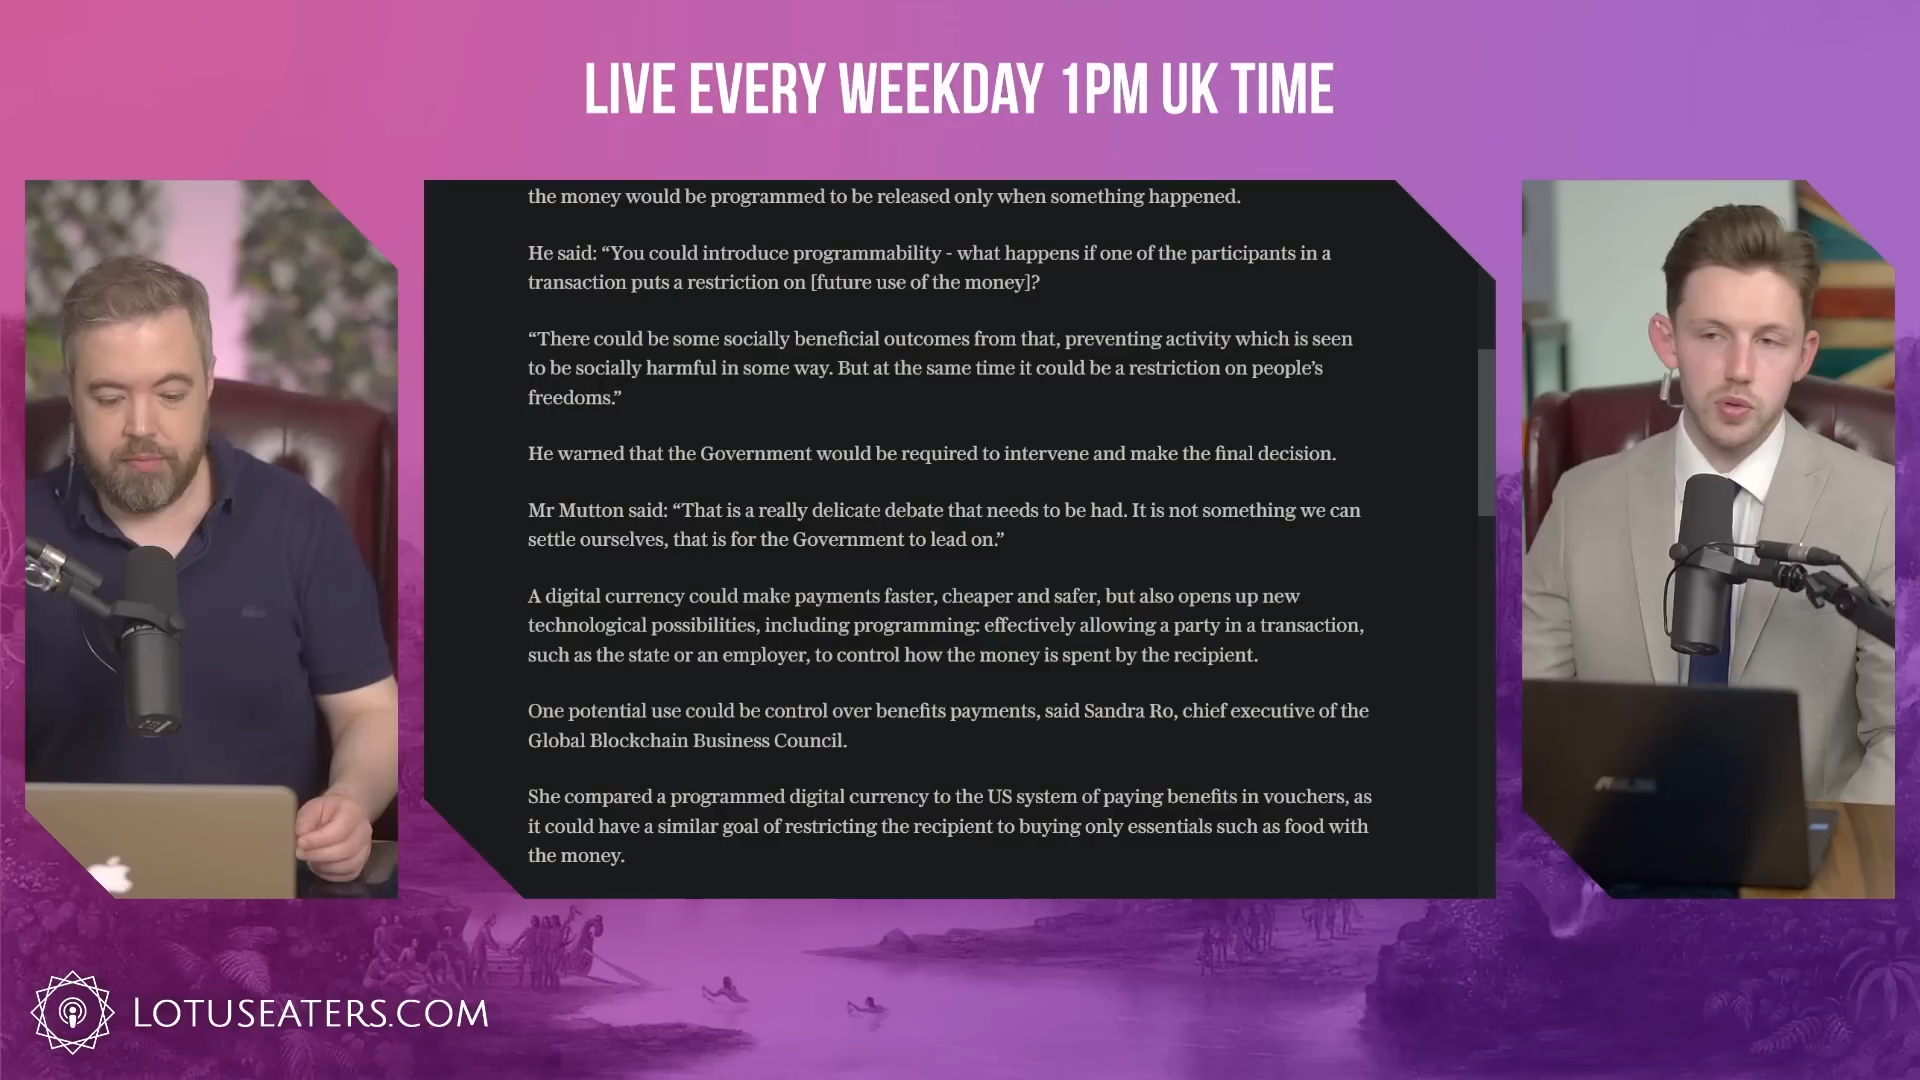 LIVE EVERY WEEKDAY 1PM UK TIME
the money would be programmed to be released only when something happened.
He said: “You could introduce programmability - what happens if one of the participants in a
transaction puts a restriction on [future use of the money]?
“There could be some socially beneficial outcomes from that, preventing activity which is seen
to be socially harmful in some way. But at the same time it could be a restriction on people’s
freedoms.”
He warned that the Government would be required to intervene and make the final decision.
Mr Mutton said: “That is a really delicate debate that needs to be had. It is not something we can
settle ourselves, that is for the Government to lead on.”
A digital currency could make payments faster, cheaper and safer, but also opens up new
technological possibilities, including programming: effectively allowing a party in a transaction,
such as the state or an employer, to control how the money is spent by the recipient.
One potential use could be control over benefits payments, said Sandra Ro, chief executive of the
Global Blockchain Business Council.
She compared a programmed digital currency to the US system of paying benefits in vouchers, as
it could have a similar goal of restricting the recipient to buying only essentials such as food with
the money.
ASUS
LOTUSEATERS.COM